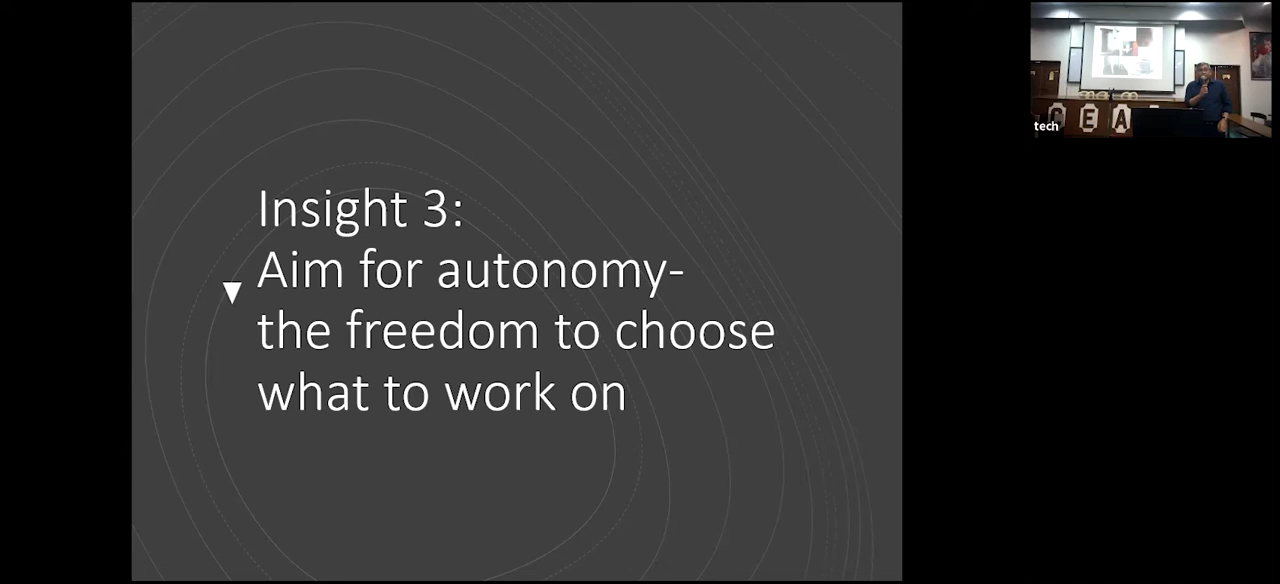 Insight 3:
Aim for autonomy-
the freedom to choose
what to work on
tech
C E A